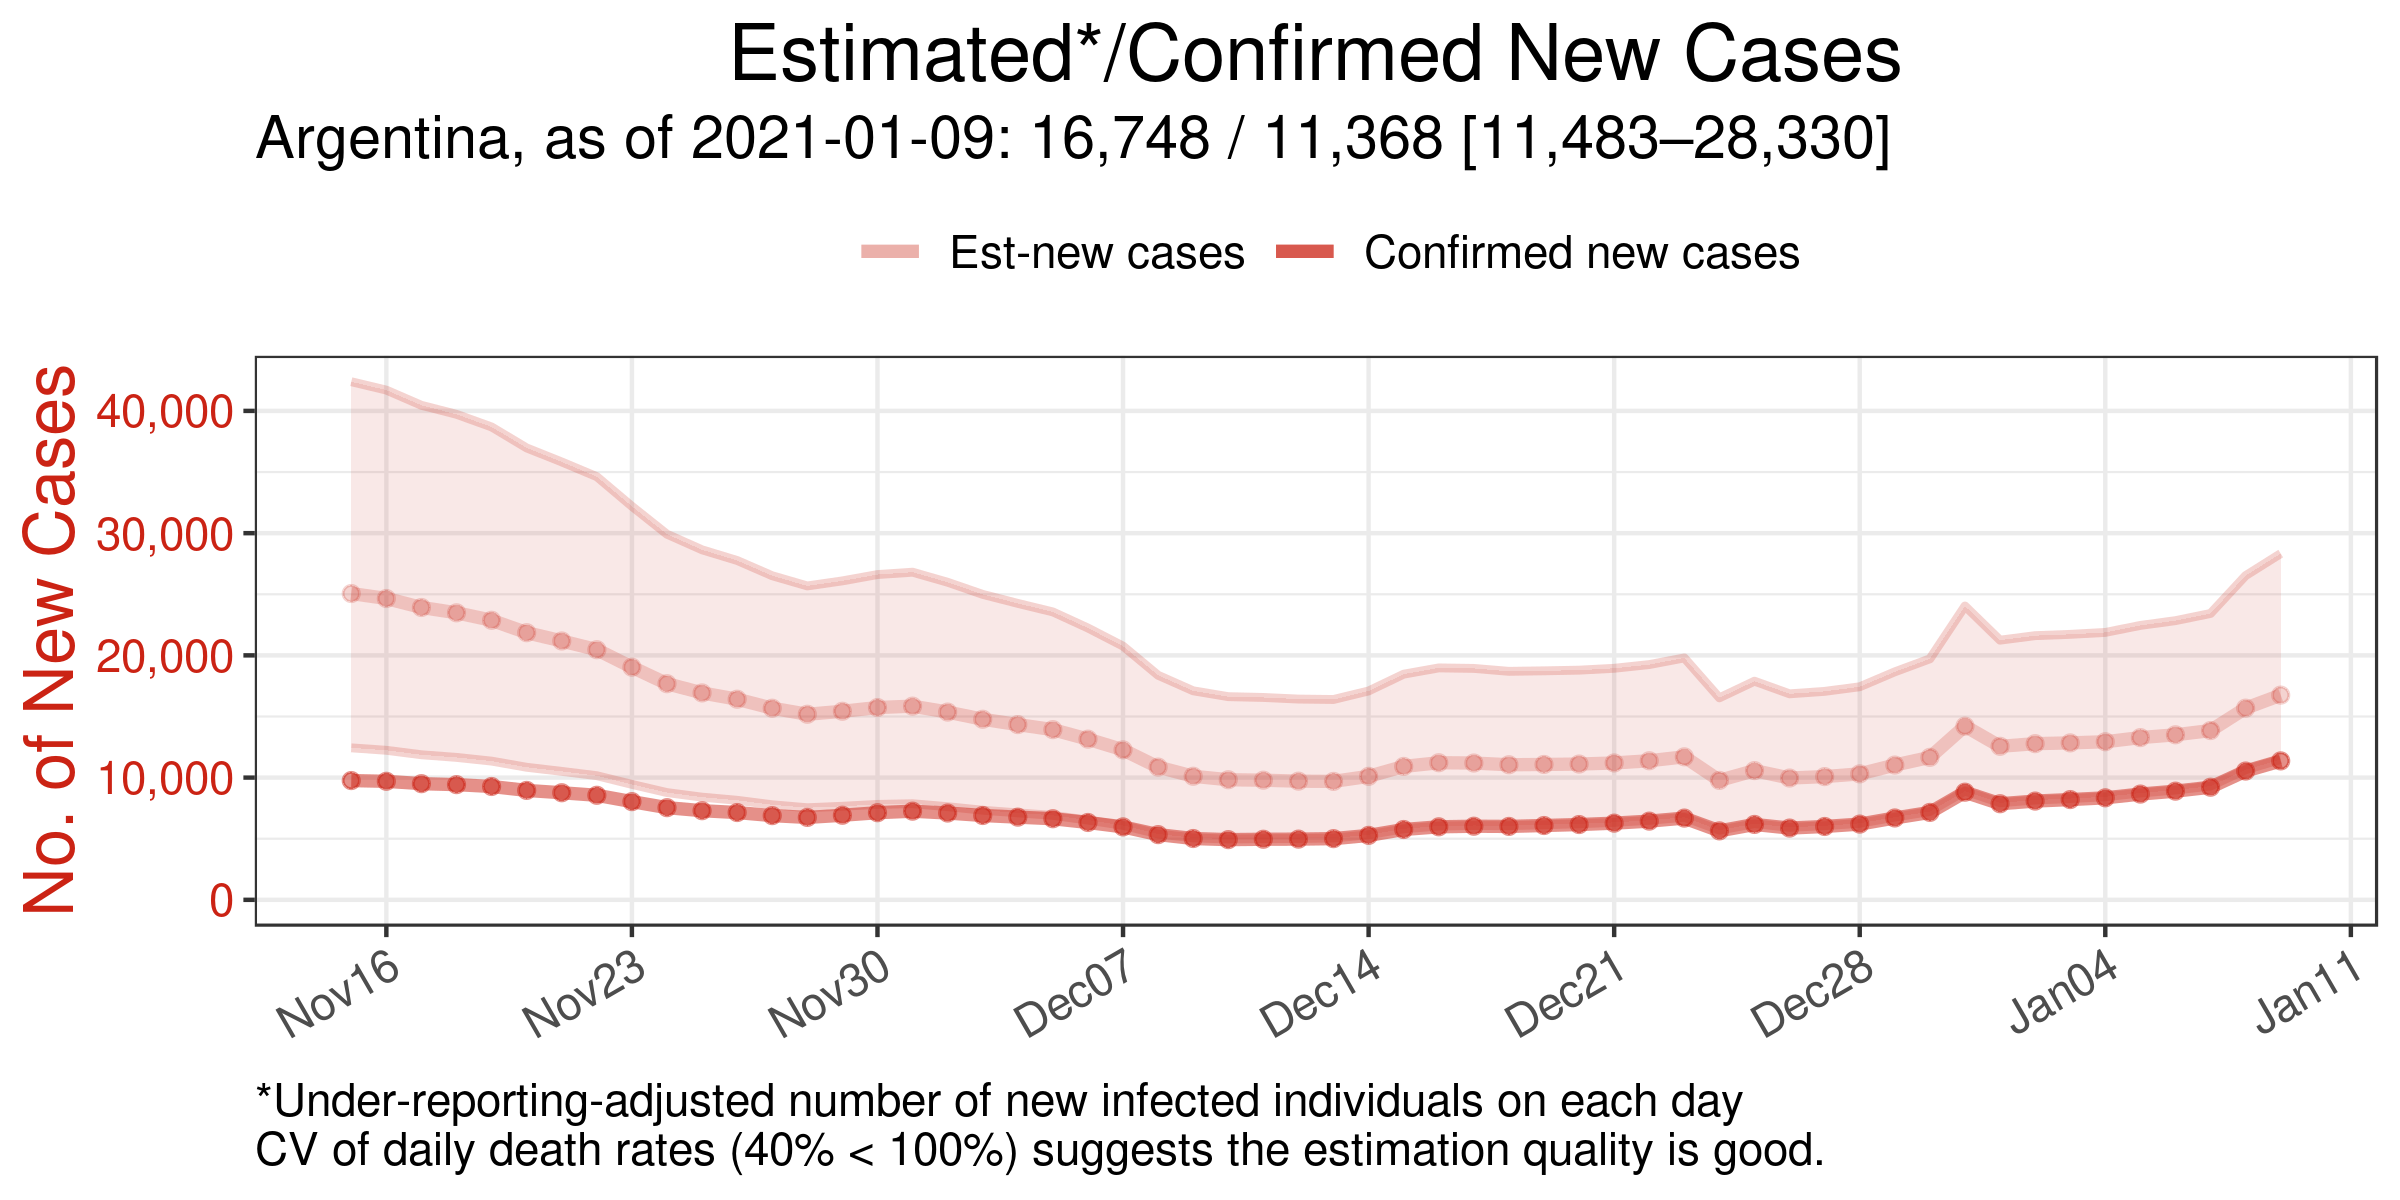 Estimated*/Confirmed New Cases
Argentina, as of 2021-01-09: 16,748 / 11,368 [11,483–28,330]
Est-new cases
Confirmed new cases
No. of New Cases
40,000
30,000
20,000
10,000
0
Nov16
Nov23
Nov30
Dec07
Dec14
Dec21
Dec28
Jan04
Jan11
*Under-reporting-adjusted number of new infected individuals on each day
CV of daily death rates (40% < 100%) suggests the estimation quality is good.